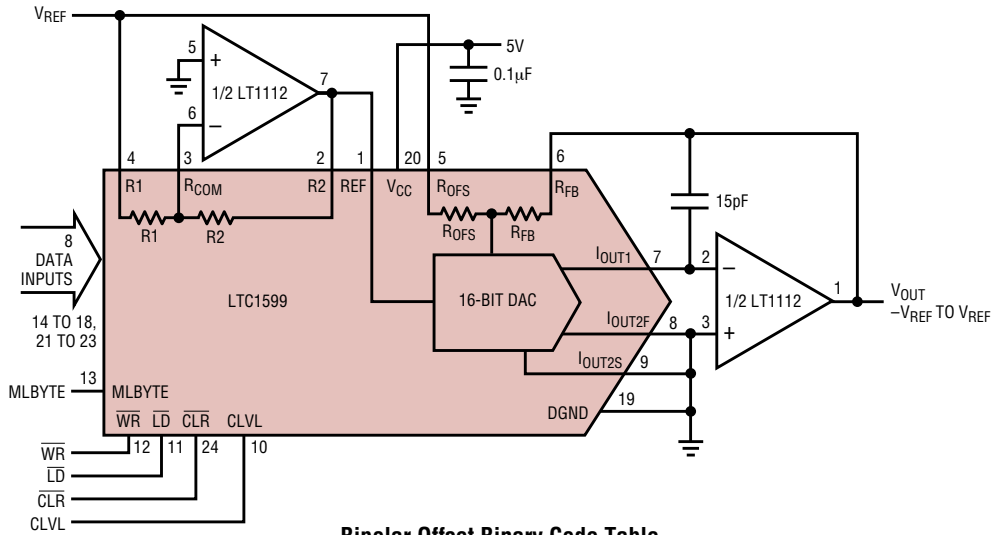 VREF
5V
5
+
7
0.1μF
1/2 LT1112
6
–
4
3
2
1
20
5
6
R1
RCOM
R2
REF
VCC
ROFS
RFB
15pF
R1
R2
ROFS
RFB
8
DATA
INPUTS
IOUT1
7
2
–
LTC1599
16-BIT DAC
1/2 LT1112
1
VOUT
–VREF TO VREF
14 TO 18,
21 TO 23
IOUT2F
8
3
+
IOUT2S
9
MLBYTE
13
MLBYTE
DGND
19
WR
LD
CLR
CLVL
12
11
24
10
WR
LD
CLR
CLVL
Bipolar Offset Binary Code Table